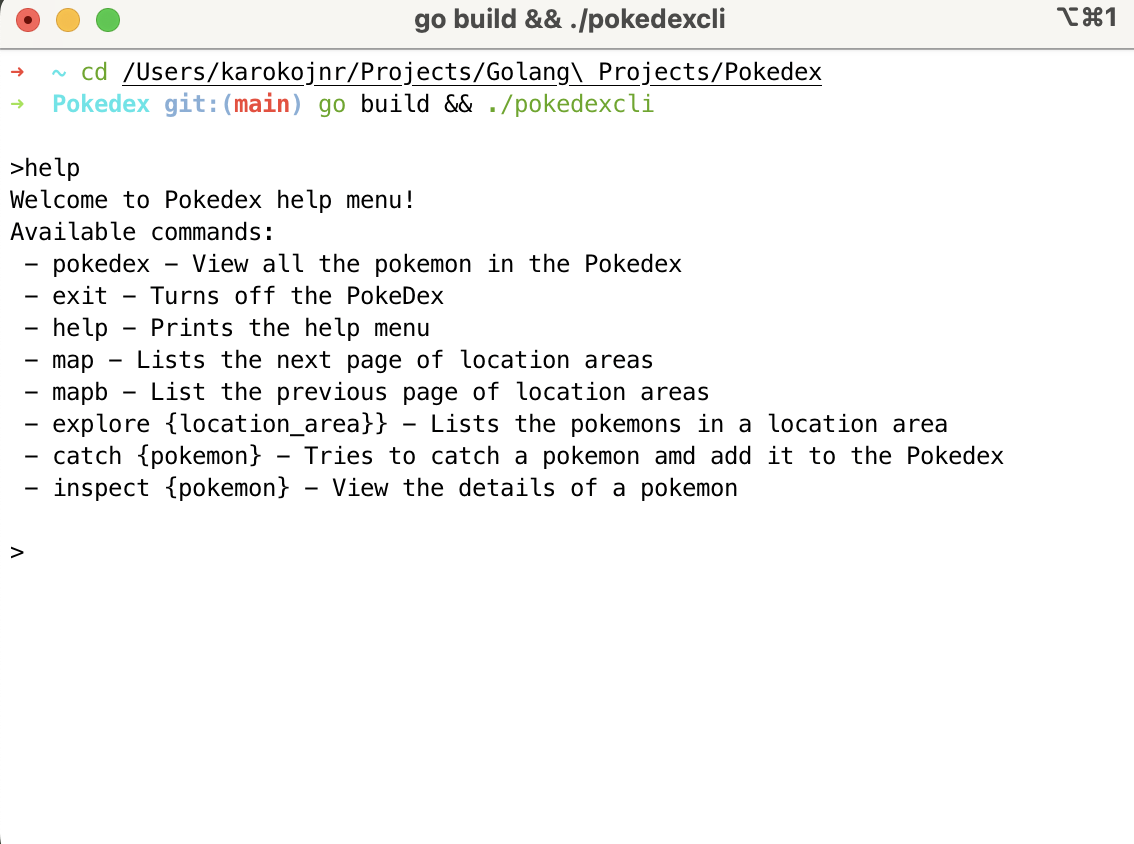 go build && ./pokedexcli ⌥⌘1
→ ~ cd /Users/karokojnr/Projects/Golang\ Projects/Pokedex
→ Pokedex git:(main) go build && ./pokedexcli
>help
Welcome to Pokedex help menu!
Available commands:
- pokedex - View all the pokemon in the Pokedex
- exit - Turns off the PokeDex
- help - Prints the help menu
- map - Lists the next page of location areas
- mapb - List the previous page of location areas
- explore {location_area}} - Lists the pokemons in a location area
- catch {pokemon} - Tries to catch a pokemon amd add it to the Pokedex
- inspect {pokemon} - View the details of a pokemon
>